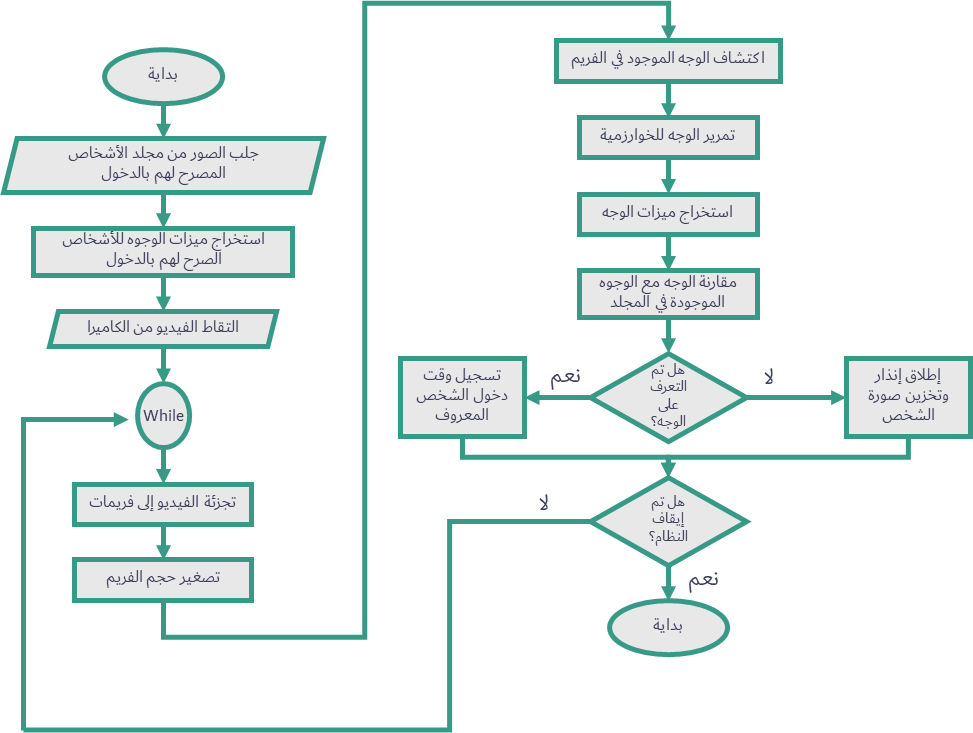 بداية
جلب الصور من مجلد الأشخاص
المصرح لهم بالدخول
استخراج ميزات الوجوه للأشخاص
الصرح لهم بالدخول
التقاط الفيديو من الكاميرا
While
تجزئة الفيديو إلى فريمات
تصغير حجم الفريم
اكتشاف الوجه الموجود في الفريم
تمرير الوجه للخوارزمية
استخراج ميزات الوجه
مقارنة الوجه مع الوجوه
الموجودة في المجلد
هل تم
التعرف
على
الوجه؟
نعم
تسجيل وقت
دخول الشخص
المعروف
لا
إطلاق إنذار
وتخزين صورة
الشخص
هل تم
إيقاف
النظام؟
لا
نعم
بداية